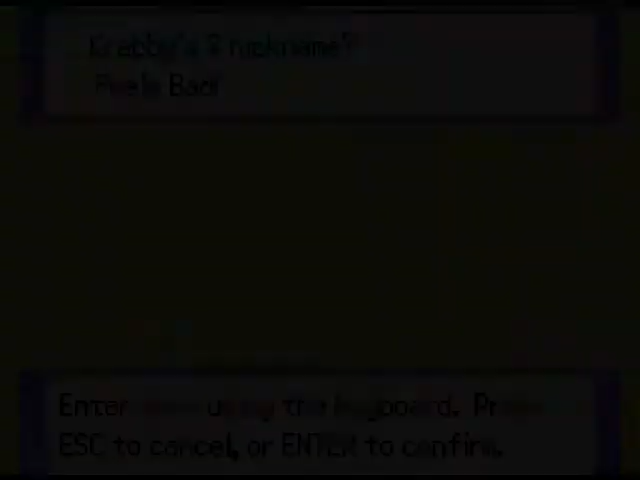 Krabby's nickname?
Feels Bad
Enter using the keyboard. Press
ESC to cancel, or ENTER to confirm.